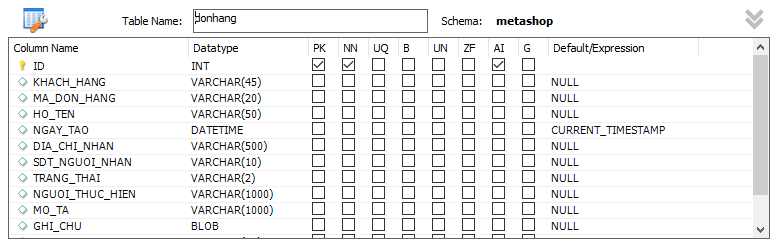 Table Name: donhang Schema: metashop
Column Name Datatype PK NN UQ B UN ZF AI G Default/Expression
ID INT
KHACH_HANG VARCHAR(45) NULL
MA_DON_HANG VARCHAR(20) NULL
HO_TEN VARCHAR(50) NULL
NGAY_TAO DATETIME CURRENT_TIMESTAMP
DIA_CHI_NHAN VARCHAR(500) NULL
SDT_NGUOI_NHAN VARCHAR(10) NULL
TRANG_THAI VARCHAR(2) NULL
NGUOI_THUC_HIEN VARCHAR(1000) NULL
MO_TA VARCHAR(1000) NULL
GHI_CHU BLOB NULL